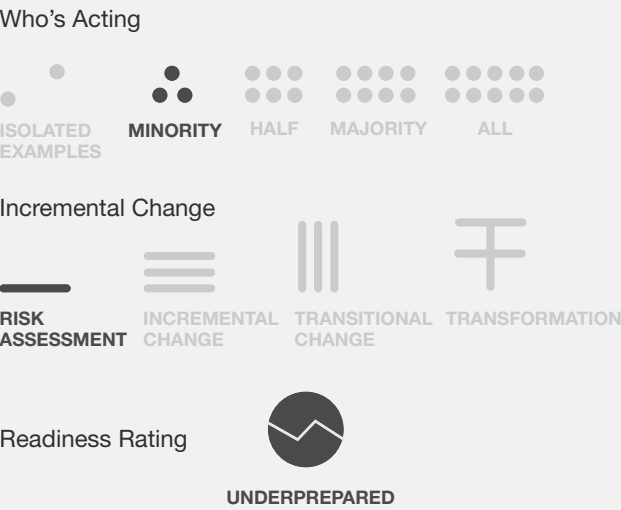 Who’s Acting
ISOLATED EXAMPLES
MINORITY
HALF
MAJORITY
ALL
Incremental Change
RISK ASSESSMENT
INCREMENTAL CHANGE
TRANSITIONAL CHANGE
TRANSFORMATION
Readiness Rating
UNDERPREPARED